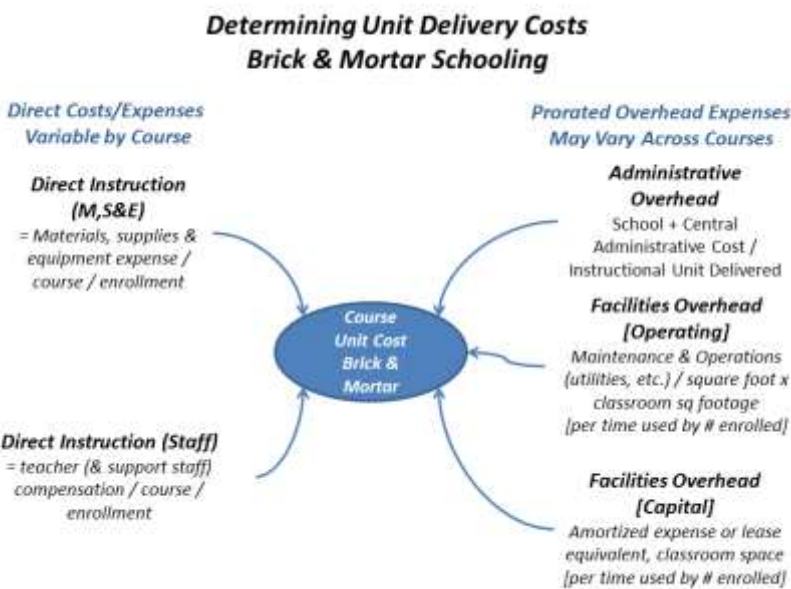 Determining Unit Delivery Costs
Brick & Mortar Schooling
Direct Costs/Expenses
Variable by Course
Direct Instruction
(M,S&E)
= Materials, supplies &
equipment expense /
course / enrollment
Direct Instruction (Staff)
= teacher (& support staff)
compensation / course /
enrollment
Course
Unit Cost
Brick &
Mortar
Prorated Overhead Expenses
May Vary Across Courses
Administrative
Overhead
School + Central
Administrative Cost /
Instructional Unit Delivered
Facilities Overhead
[Operating]
Maintenance & Operations
(utilities, etc.) / square foot x
classroom sq footage
[per time used by # enrolled]
Facilities Overhead
[Capital]
Amortized expense or lease
equivalent, classroom space
[per time used by # enrolled]